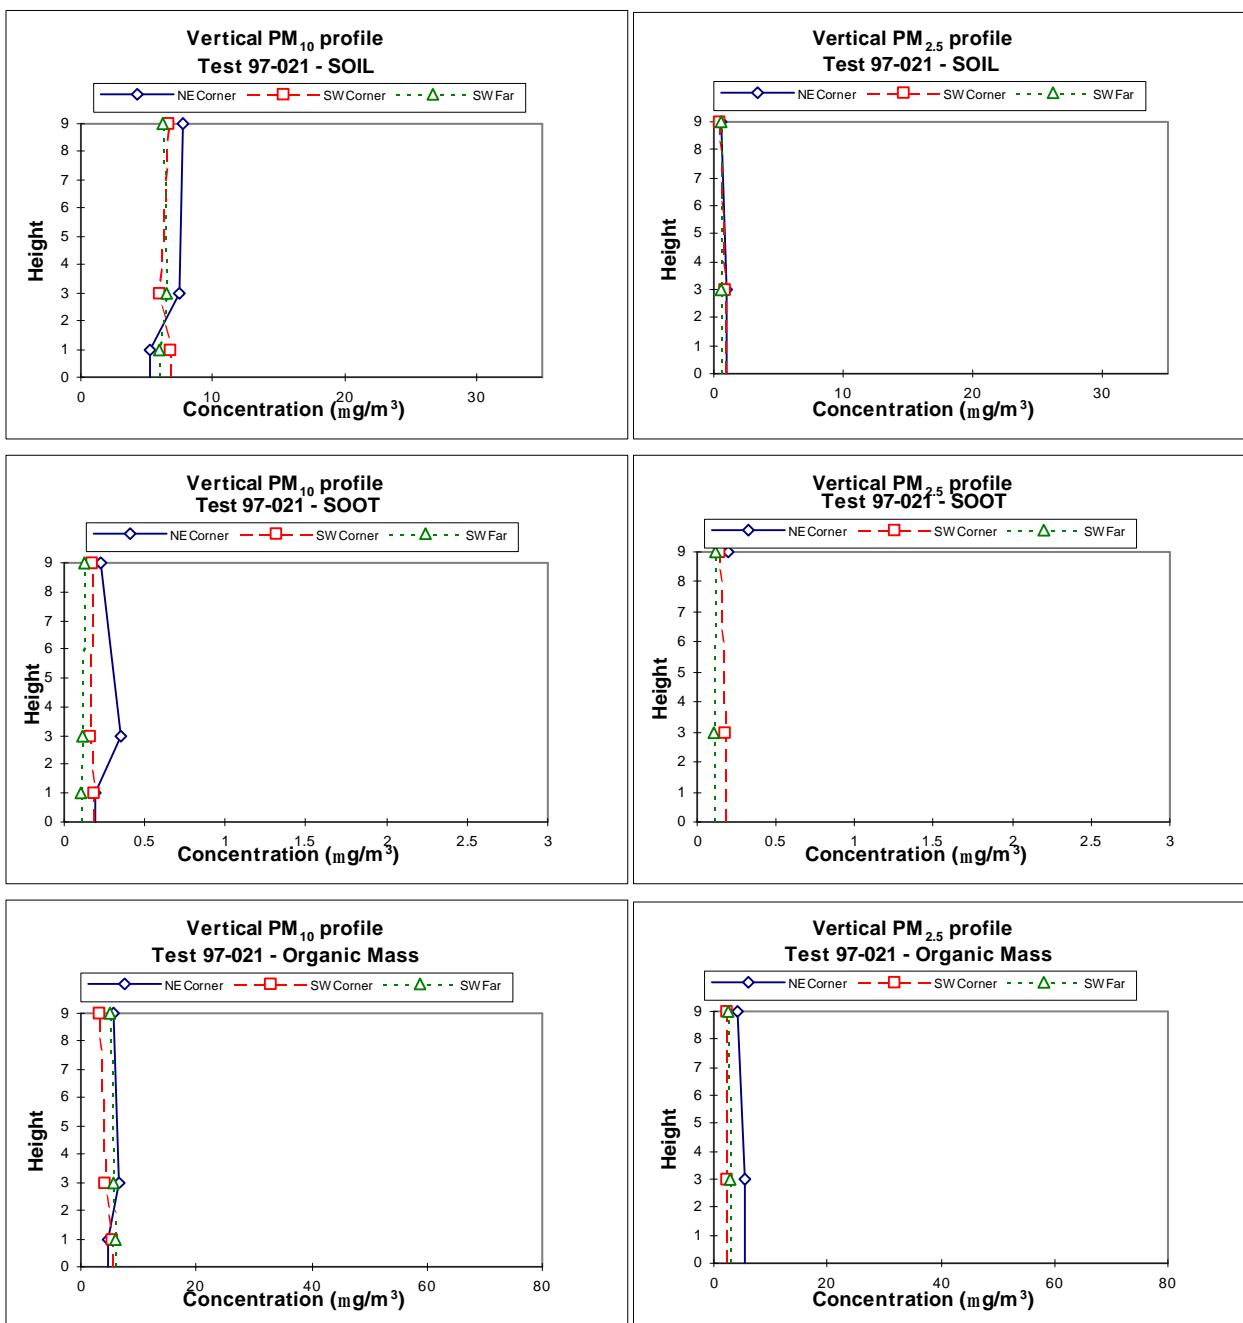 Vertical PM10 profile
Test 97-021 - SOIL
NE Corner SW Corner SW Far
9
8
7
6
5
4
3
2
1
0
Height
0 10 20 30
Concentration (mg/m3)
Vertical PM2.5 profile
Test 97-021 - SOIL
NE Corner SW Corner SW Far
9
8
7
6
5
4
3
2
1
0
Height
0 10 20 30
Concentration (mg/m3)
Vertical PM10 profile
Test 97-021 - SOOT
NE Corner SW Corner SW Far
9
8
7
6
5
4
3
2
1
0
Height
0 0.5 1 1.5 2 2.5 3
Concentration (mg/m3)
Vertical PM2.5 profile
Test 97-021 - SOOT
NE Corner SW Corner SW Far
9
8
7
6
5
4
3
2
1
0
Height
0 0.5 1 1.5 2 2.5 3
Concentration (mg/m3)
Vertical PM10 profile
Test 97-021 - Organic Mass
NE Corner SW Corner SW Far
9
8
7
6
5
4
3
2
1
0
Height
0 20 40 60 80
Concentration (mg/m3)
Vertical PM2.5 profile
Test 97-021 - Organic Mass
NE Corner SW Corner SW Far
9
8
7
6
5
4
3
2
1
0
Height
0 20 40 60 80
Concentration (mg/m3)